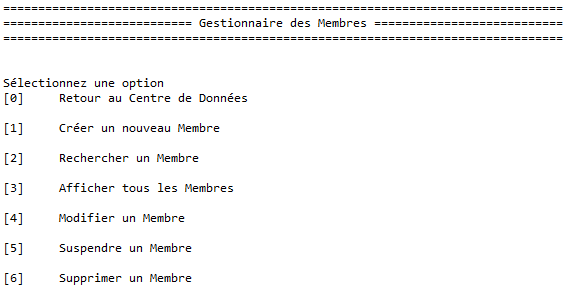 ================================================================================
=========================== Gestionnaire des Membres ===========================
================================================================================
Sélectionnez une option
[0]     Retour au Centre de Données
[1]     Créer un nouveau Membre
[2]     Rechercher un Membre
[3]     Afficher tous les Membres
[4]     Modifier un Membre
[5]     Suspendre un Membre
[6]     Supprimer un Membre